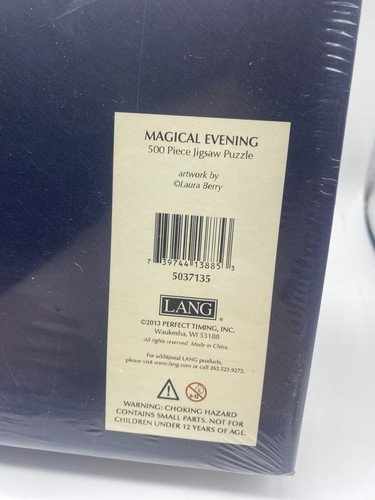 MAGICAL EVENING
500 Piece Jigsaw Puzzle
artwork by
©Laura Berry
7 39744 13885 3
5037135
LANG®
©2013 PERFECT TIMING, INC.
Waukesha, WI 53188
All rights reserved. Made in China.
For additional LANG products,
please visit www.lang.com or call 262.523.9272.
WARNING: CHOKING HAZARD
CONTAINS SMALL PARTS. NOT FOR
CHILDREN UNDER 12 YEARS OF AGE.